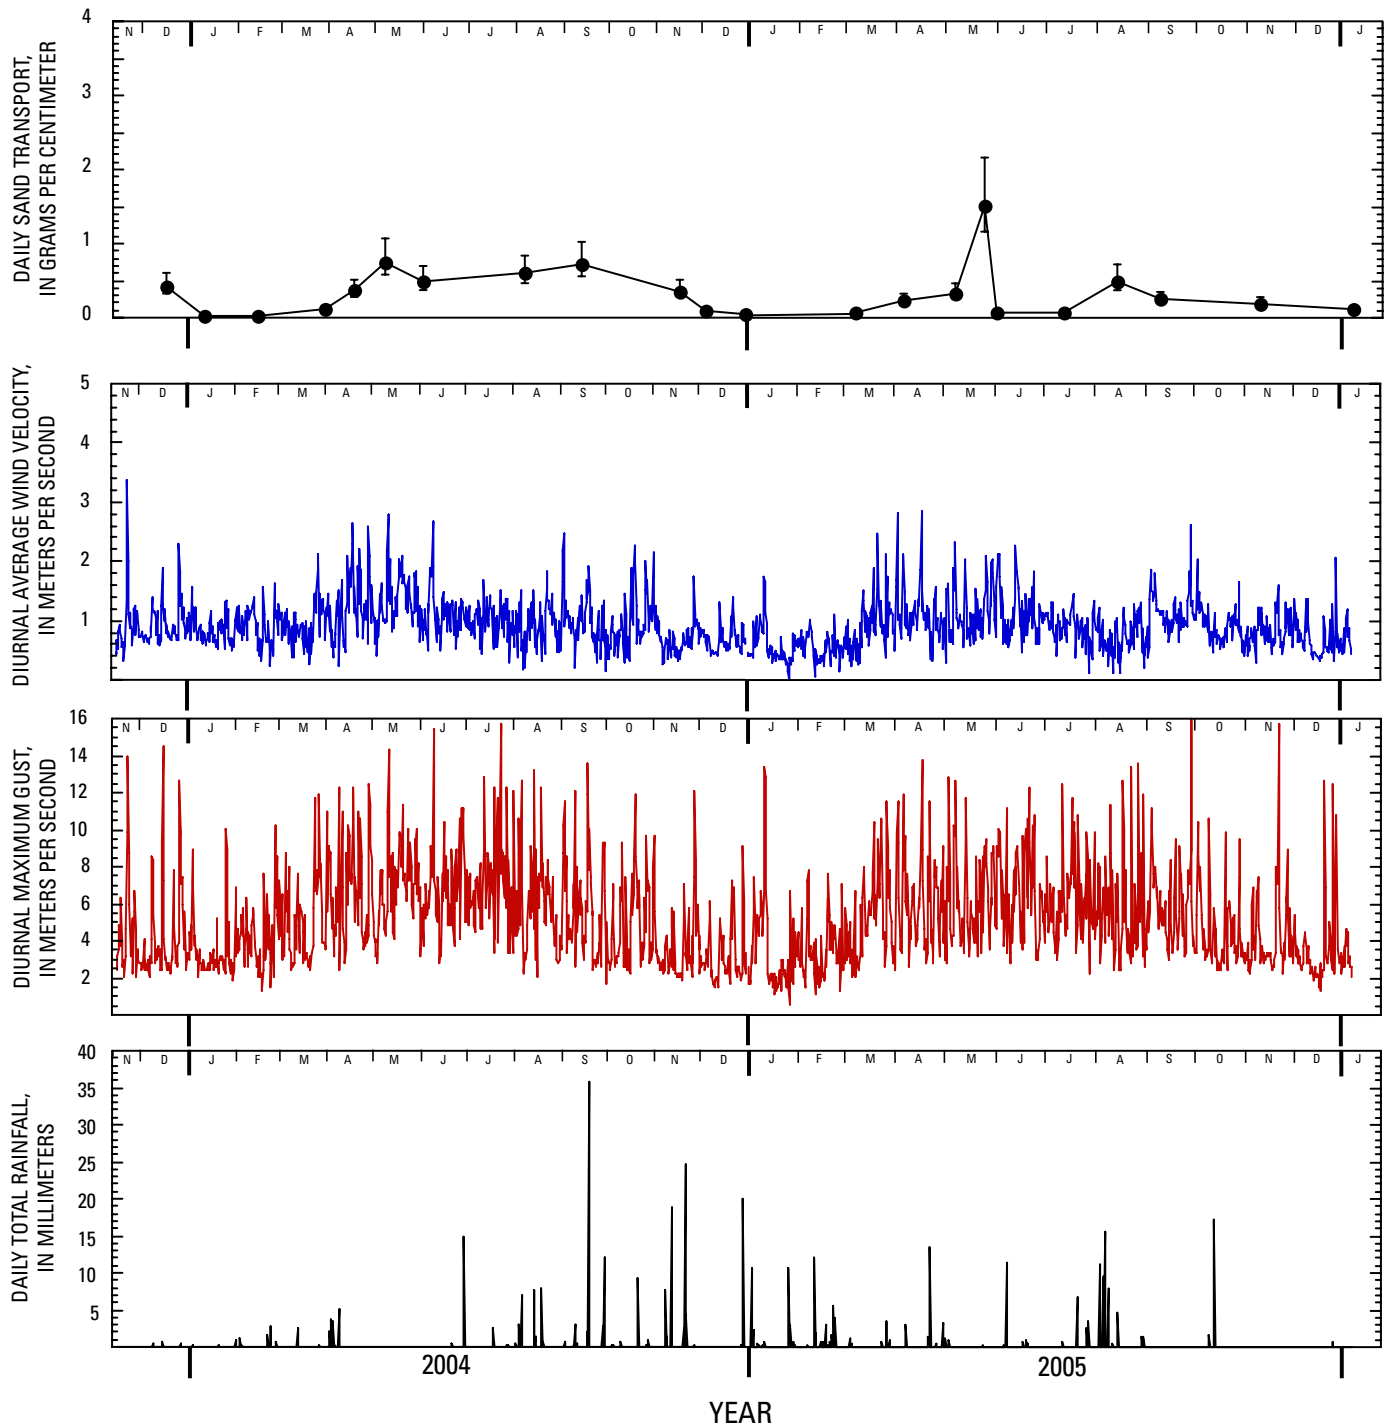 DAILY SAND TRANSPORT,
IN GRAMS PER CENTIMETER
4
3
2
1
0
N D J F M A M J J A S O N D J F M A M J J A S O N D J
DIURNAL AVERAGE WIND VELOCITY,
IN METERS PER SECOND
5
4
3
2
1
N D J F M A M J J A S O N D J F M A M J J A S O N D J
DIURNAL MAXIMUM GUST,
IN METERS PER SECOND
16
14
12
10
8
6
4
2
N D J F M A M J J A S O N D J F M A M J J A S O N D J
DAILY TOTAL RAINFALL,
IN MILLIMETERS
40
35
30
25
20
15
10
5
N D J F M A M J J A S O N D J F M A M J J A S O N D J
2004 2005
YEAR